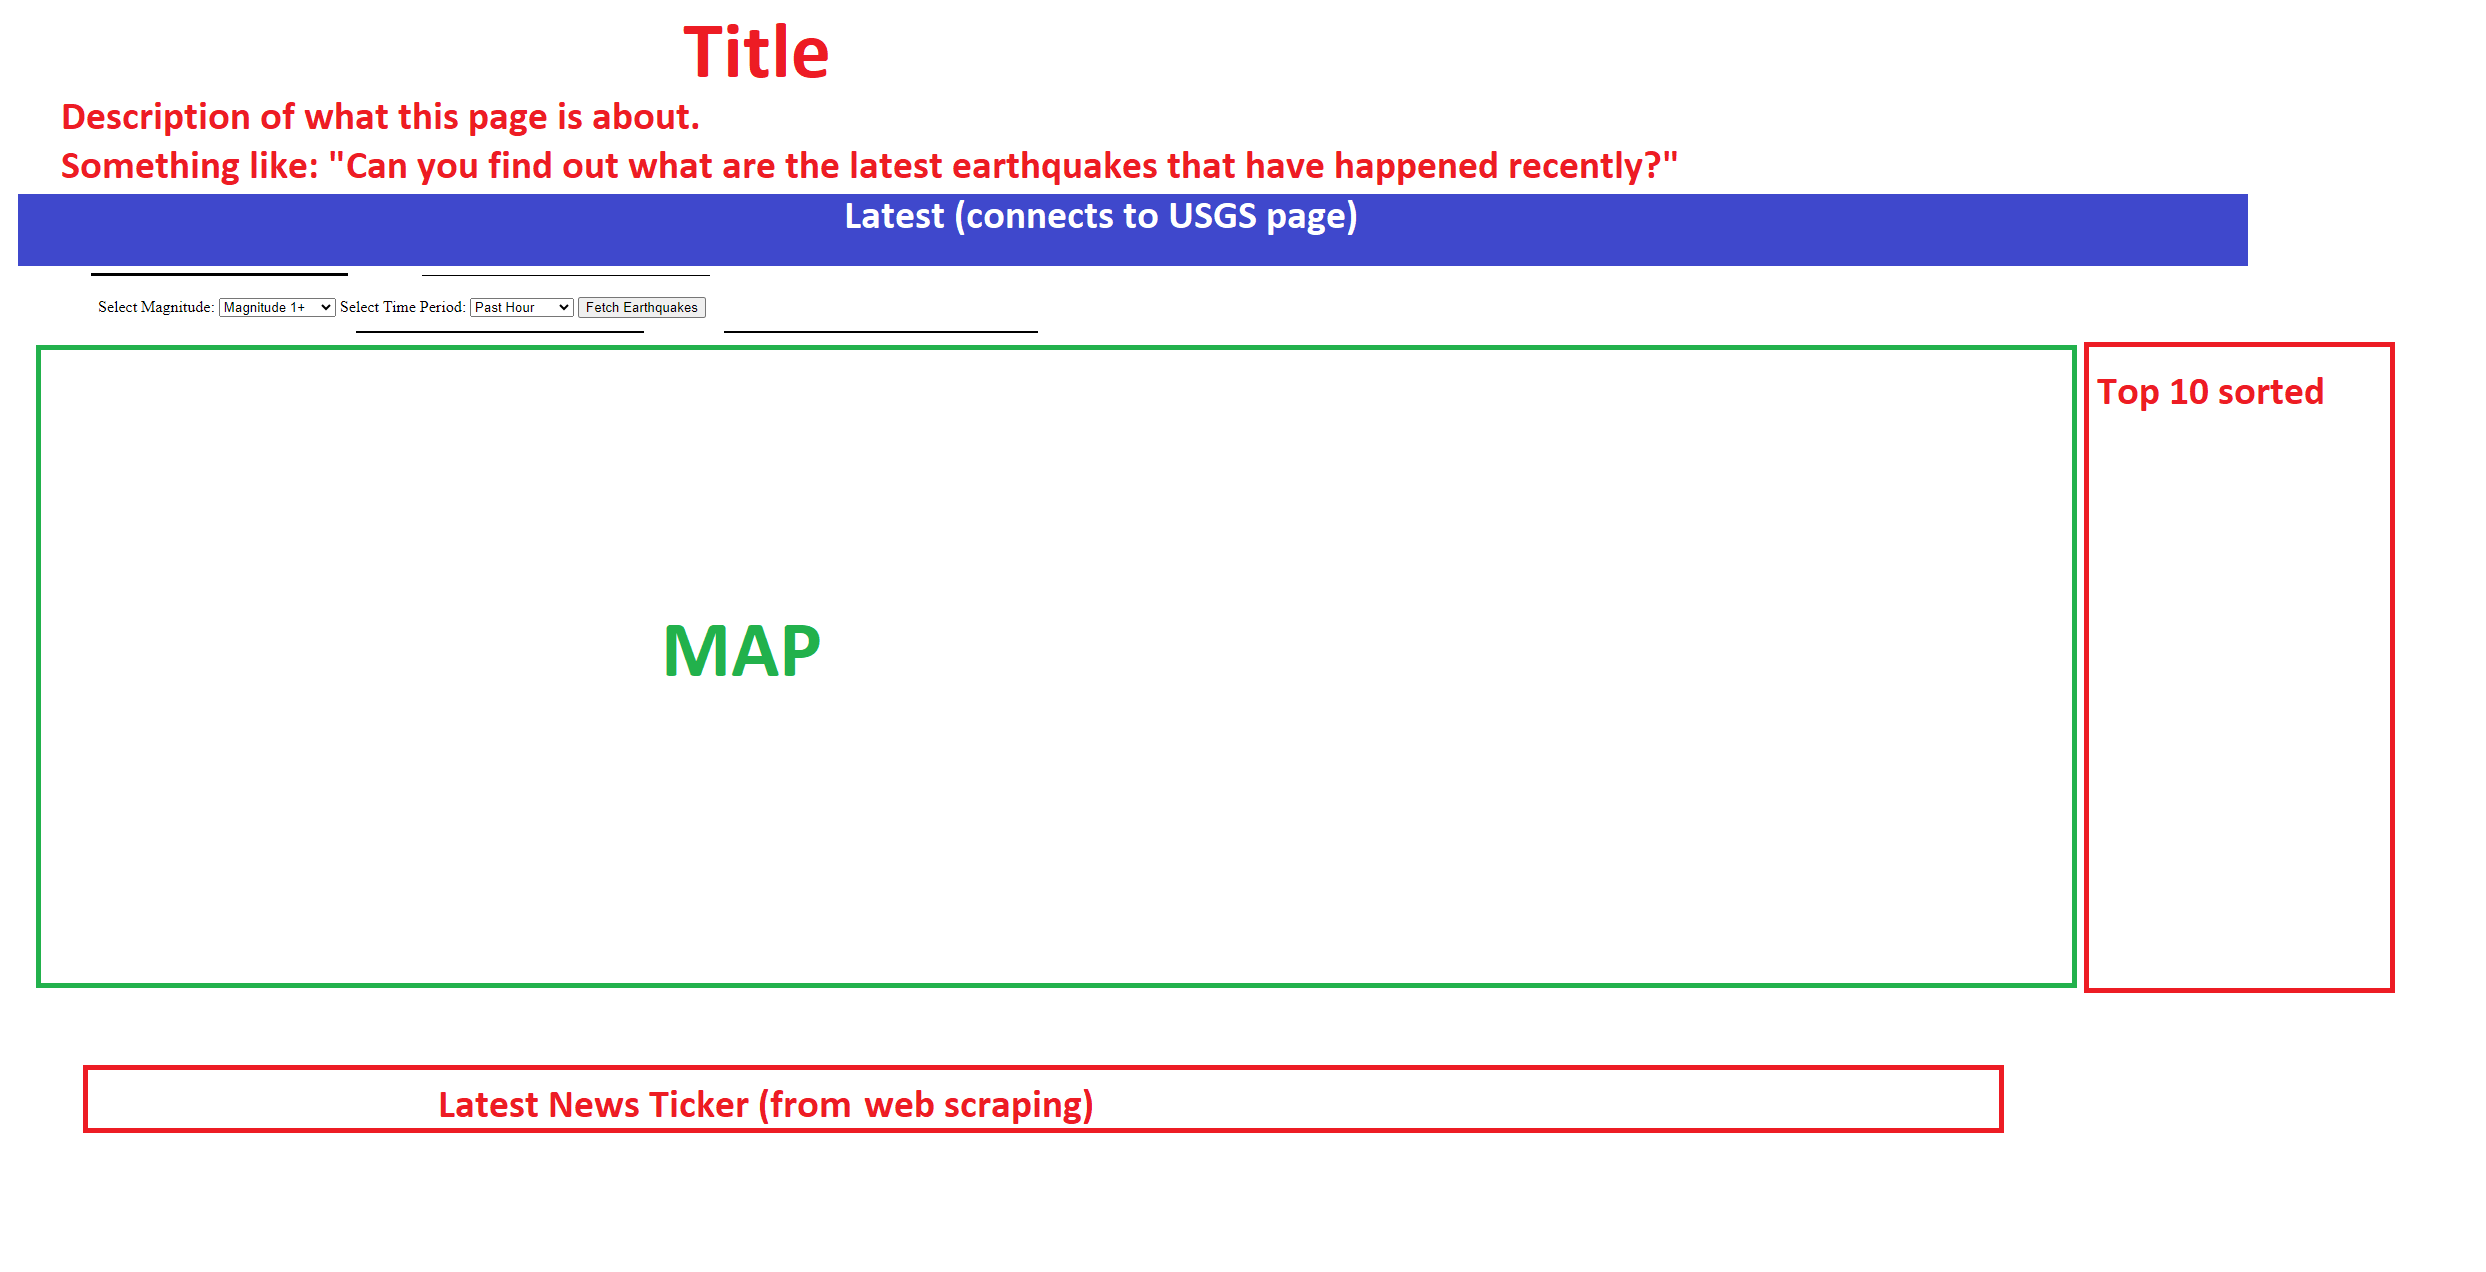 Title
Description of what this page is about.
Something like: "Can you find out what are the latest earthquakes that have happened recently?"
Latest (connects to USGS page)
Select Magnitude: Magnitude 1+ Select Time Period: Past Hour Fetch Earthquakes
Top 10 sorted
MAP
Latest News Ticker (from web scraping)